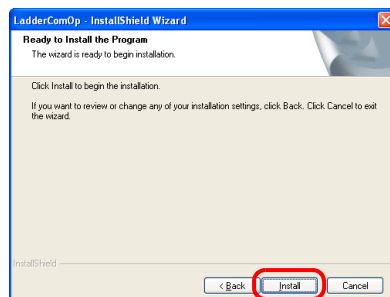 LadderComOp - InstallShield Wizard
Ready to Install the Program
The wizard is ready to begin installation.
Click Install to begin the installation.
If you want to review or change any of your installation settings, click Back. Click Cancel to exit
the wizard.
InstallShield
< Back Install Cancel